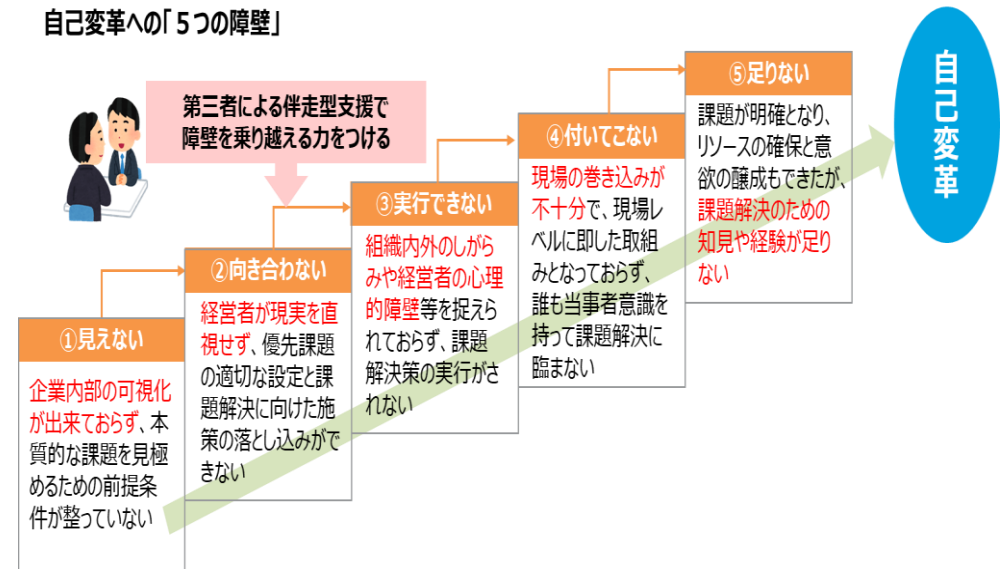 自己変革への「５つの障壁」
第三者による伴走型支援で
障壁を乗り越える力をつける
①見えない
企業内部の可視化
が出来ておらず、本
質的な課題を見極
めるための前提条
件が整っていない
②向き合わない
経営者が現実を直
視せず、優先課題
の適切な設定と課
題解決に向けた施
策の落とし込みがで
きない
③実行できない
組織内外のしがら
みや経営者の心理
的障壁等を捉えら
れておらず、課題
解決策の実行がさ
れない
④付いてこない
現場の巻き込みが
不十分で、現場レ
ベルに即した取組
みとなっておらず、
誰も当事者意識を
持って課題解決に
臨まない
⑤足りない
課題が明確となり、
リソースの確保と意
欲の醸成もできたが、
課題解決のための
知見や経験が足り
ない
自己変革